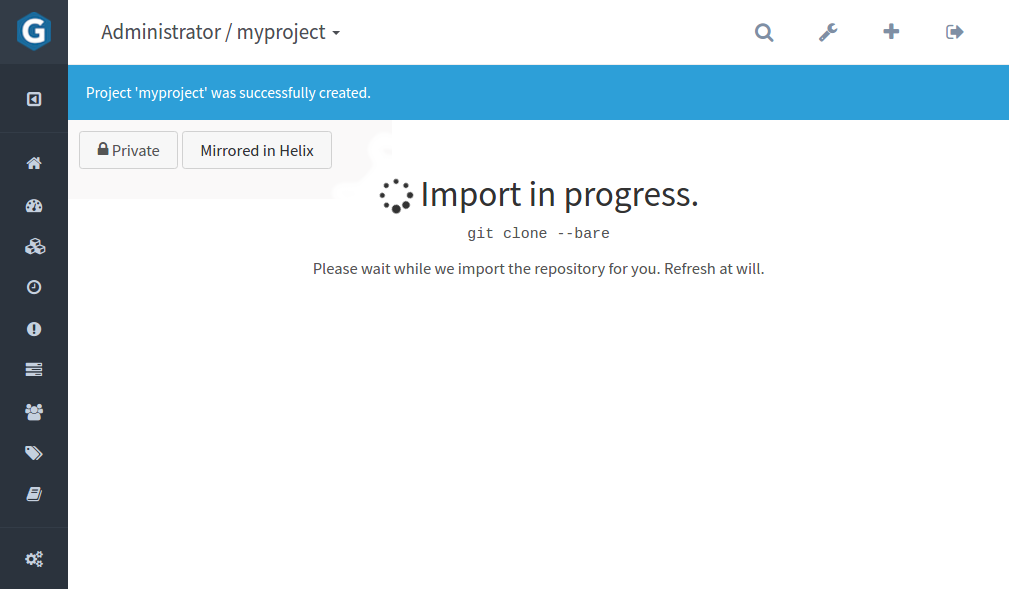 G
Administrator / myproject
Project 'myproject' was successfully created.
Private
Mirrored in Helix
Import in progress.
git clone --bare
Please wait while we import the repository for you. Refresh at will.